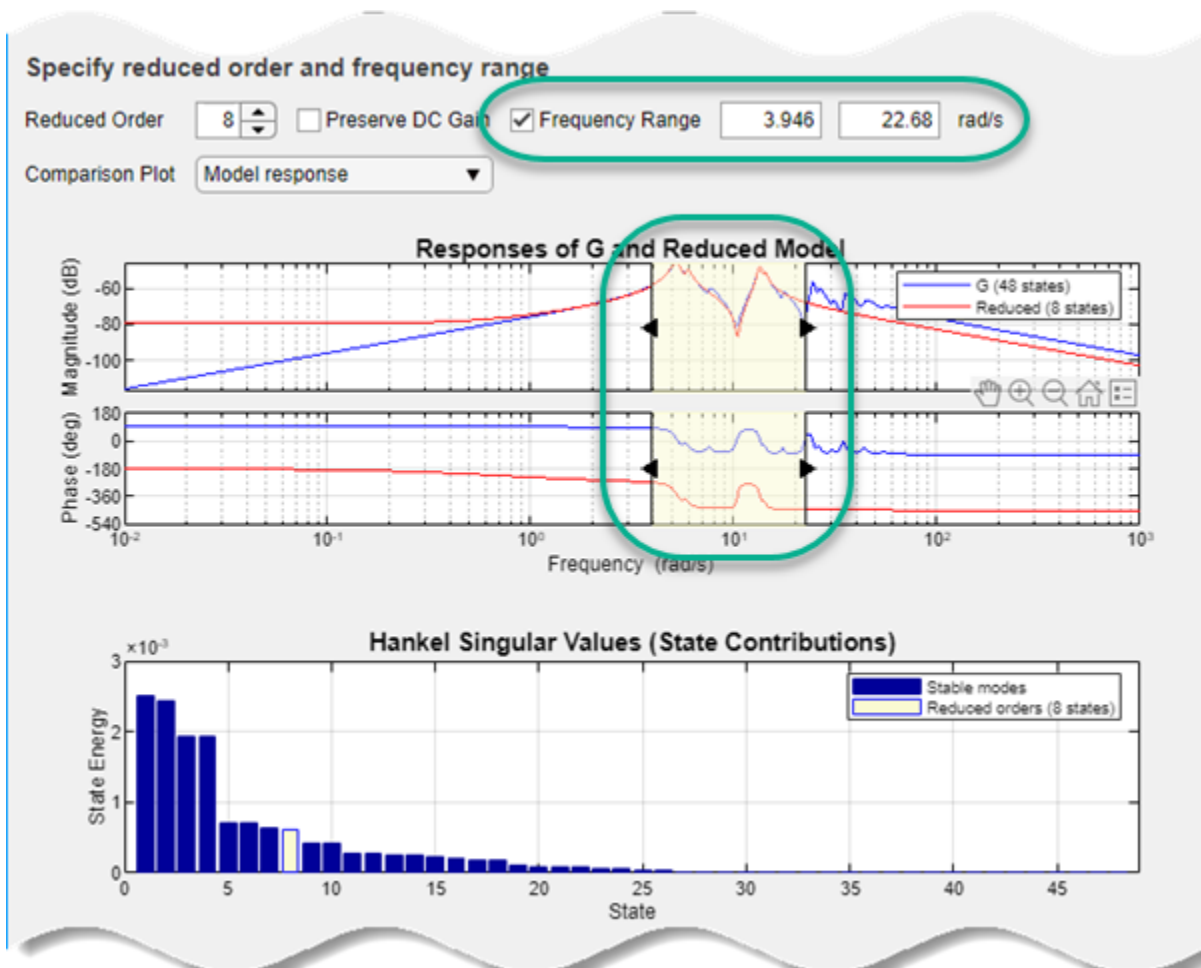 Specify reduced order and frequency range
Reduced Order 8 Preserve DC Gain Frequency Range 3.946 22.68 rad/s
Comparison Plot Model response
Responses of G and Reduced Model
Magnitude (dB)
-60
-80
-100
G (48 states)
Reduced (8 states)
Phase (deg)
180
0
-180
-360
-540
10⁻² 10⁻¹ 10⁰ 10¹ 10² 10³
Frequency (rad/s)
Hankel Singular Values (State Contributions)
×10⁻³
State Energy
3
2
1
0
Stable modes
Reduced orders (8 states)
0 5 10 15 20 25 30 35 40 45
State